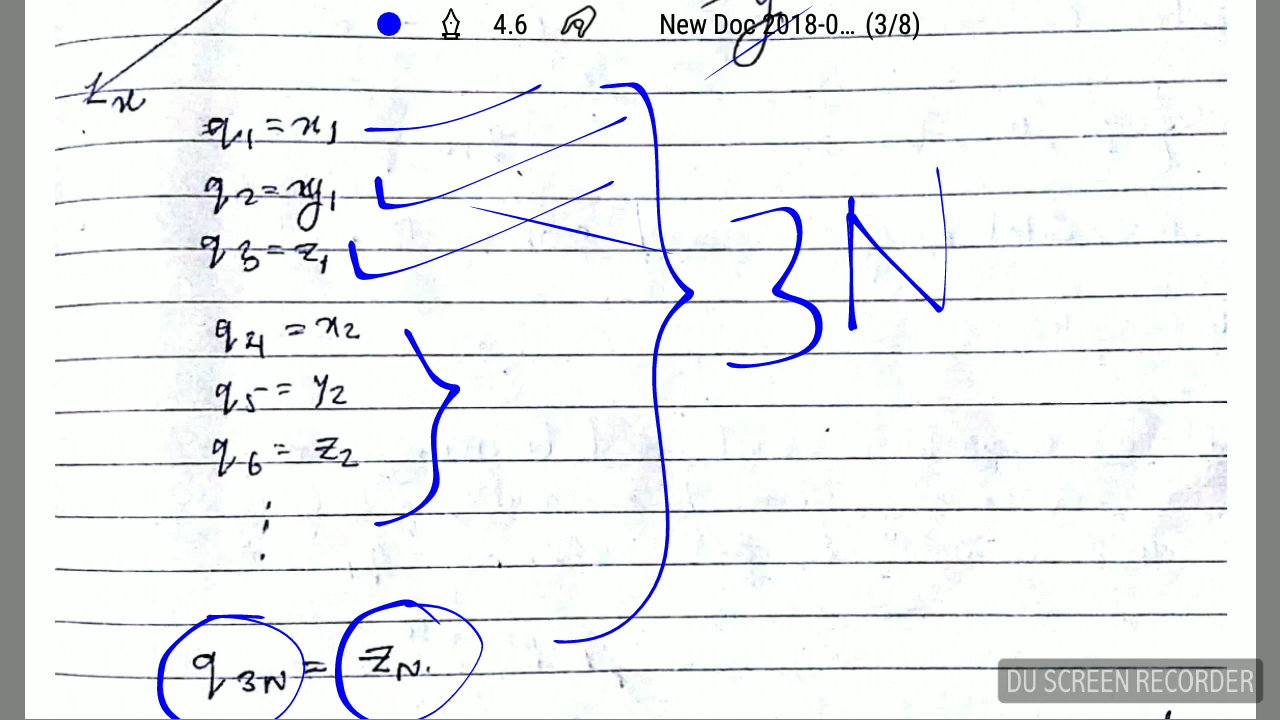 4.6 New Doc 2018-0... (3/8)
x
q1 = x1
q2 = xy1
q3 = z1
3N
q4 = x2
q5 = y2
q6 = z2
⋮
q3N = zN.
DU SCREEN RECORDER